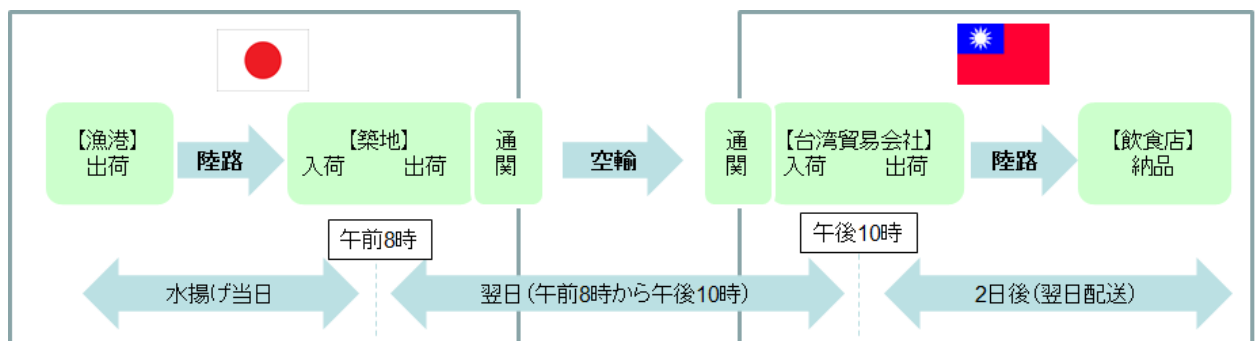 【漁港】
出荷
陸路
【築地】
入荷 出荷
通
関
空輸
通
関
【台湾貿易会社】
入荷 出荷
陸路
【飲食店】
納品
午前8時
午後10時
水揚げ当日
翌日(午前8時から午後10時)
2日後(翌日配送)